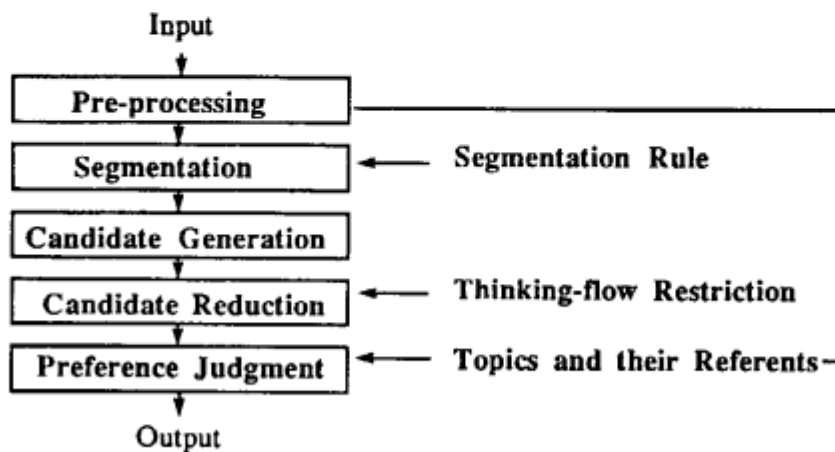 Input
Pre-processing
Segmentation
Segmentation Rule
Candidate Generation
Candidate Reduction
Thinking-flow Restriction
Preference Judgment
Topics and their Referents
Output